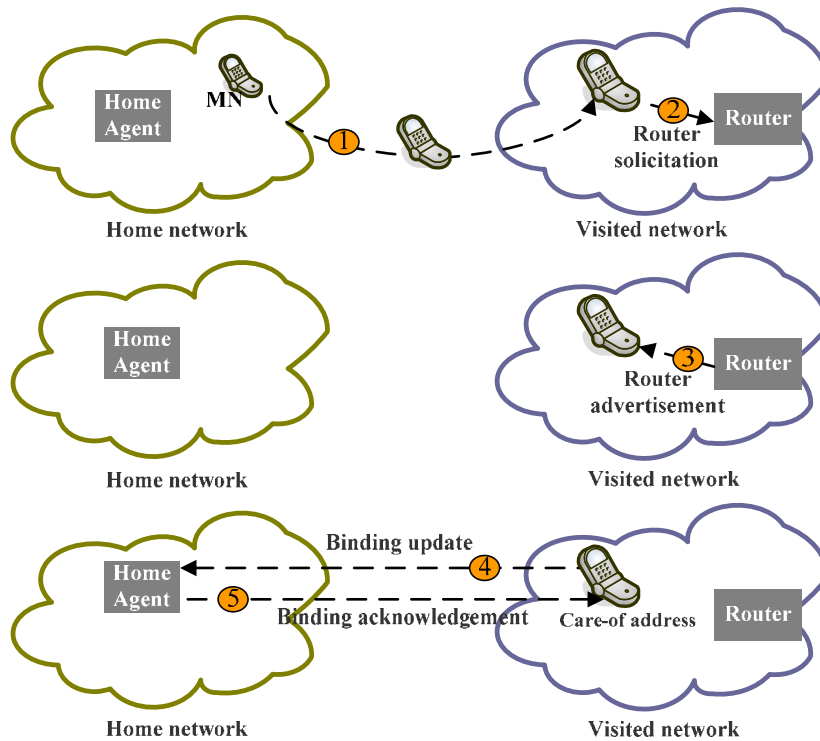 Home
Agent
MN
1
2
Router
solicitation
Router
Home network
Visited network
Home
Agent
3
Router
advertisement
Router
Home network
Visited network
Binding update
4
Home
Agent
5
Binding acknowledgement
Care-of address
Router
Home network
Visited network